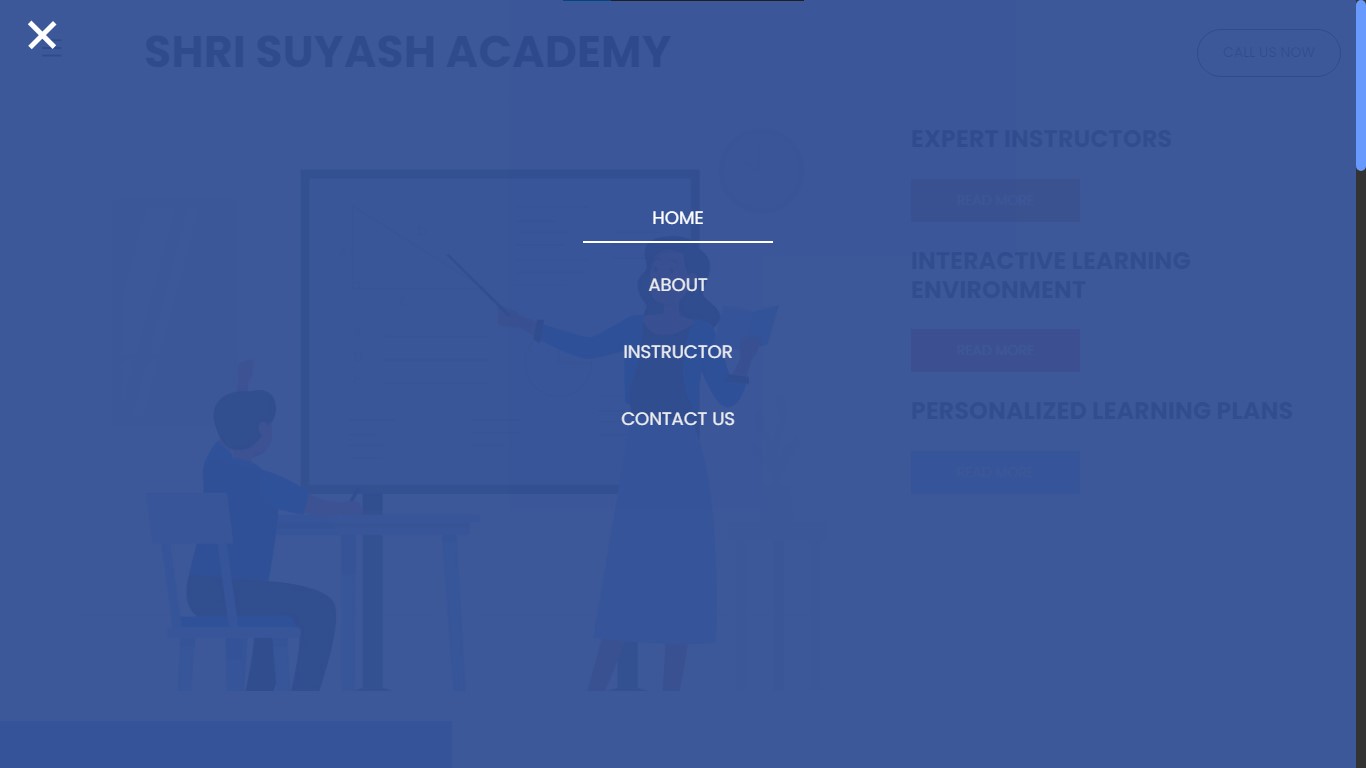 SHRI SUYASH ACADEMY
CALL US NOW
EXPERT INSTRUCTORS
READ MORE
HOME
INTERACTIVE LEARNING
ENVIRONMENT
ABOUT
READ MORE
INSTRUCTOR
PERSONALIZED LEARNING PLANS
CONTACT US
READ MORE